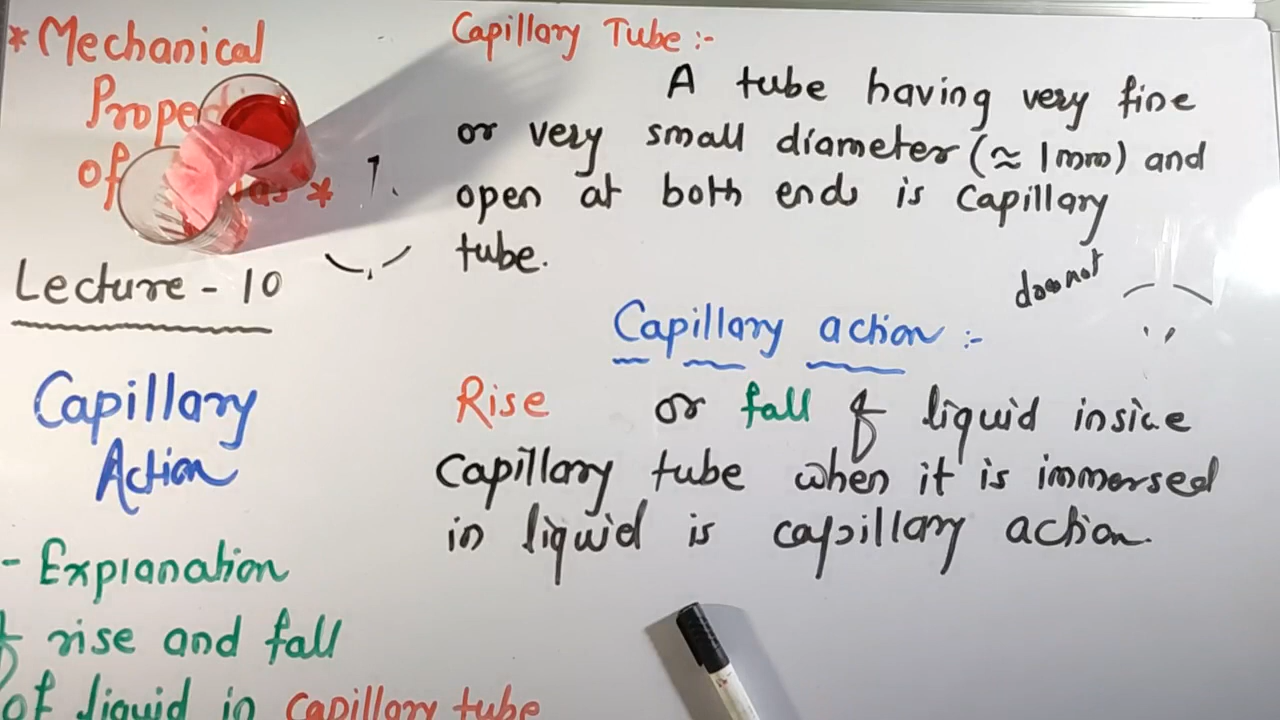 * Mechanical
of *
Lecture - 10
Capillary
Action
- Explanation
rise and fall
of liquid in capillary tube
Capillary Tube :-
A tube having very fine
or very small diameter (≈ 1mm) and
open at both ends is capillary
tube.
does not
Capillary action :-
Rise or fall of liquid inside
capillary tube when it is immersed
in liquid is capillary action.